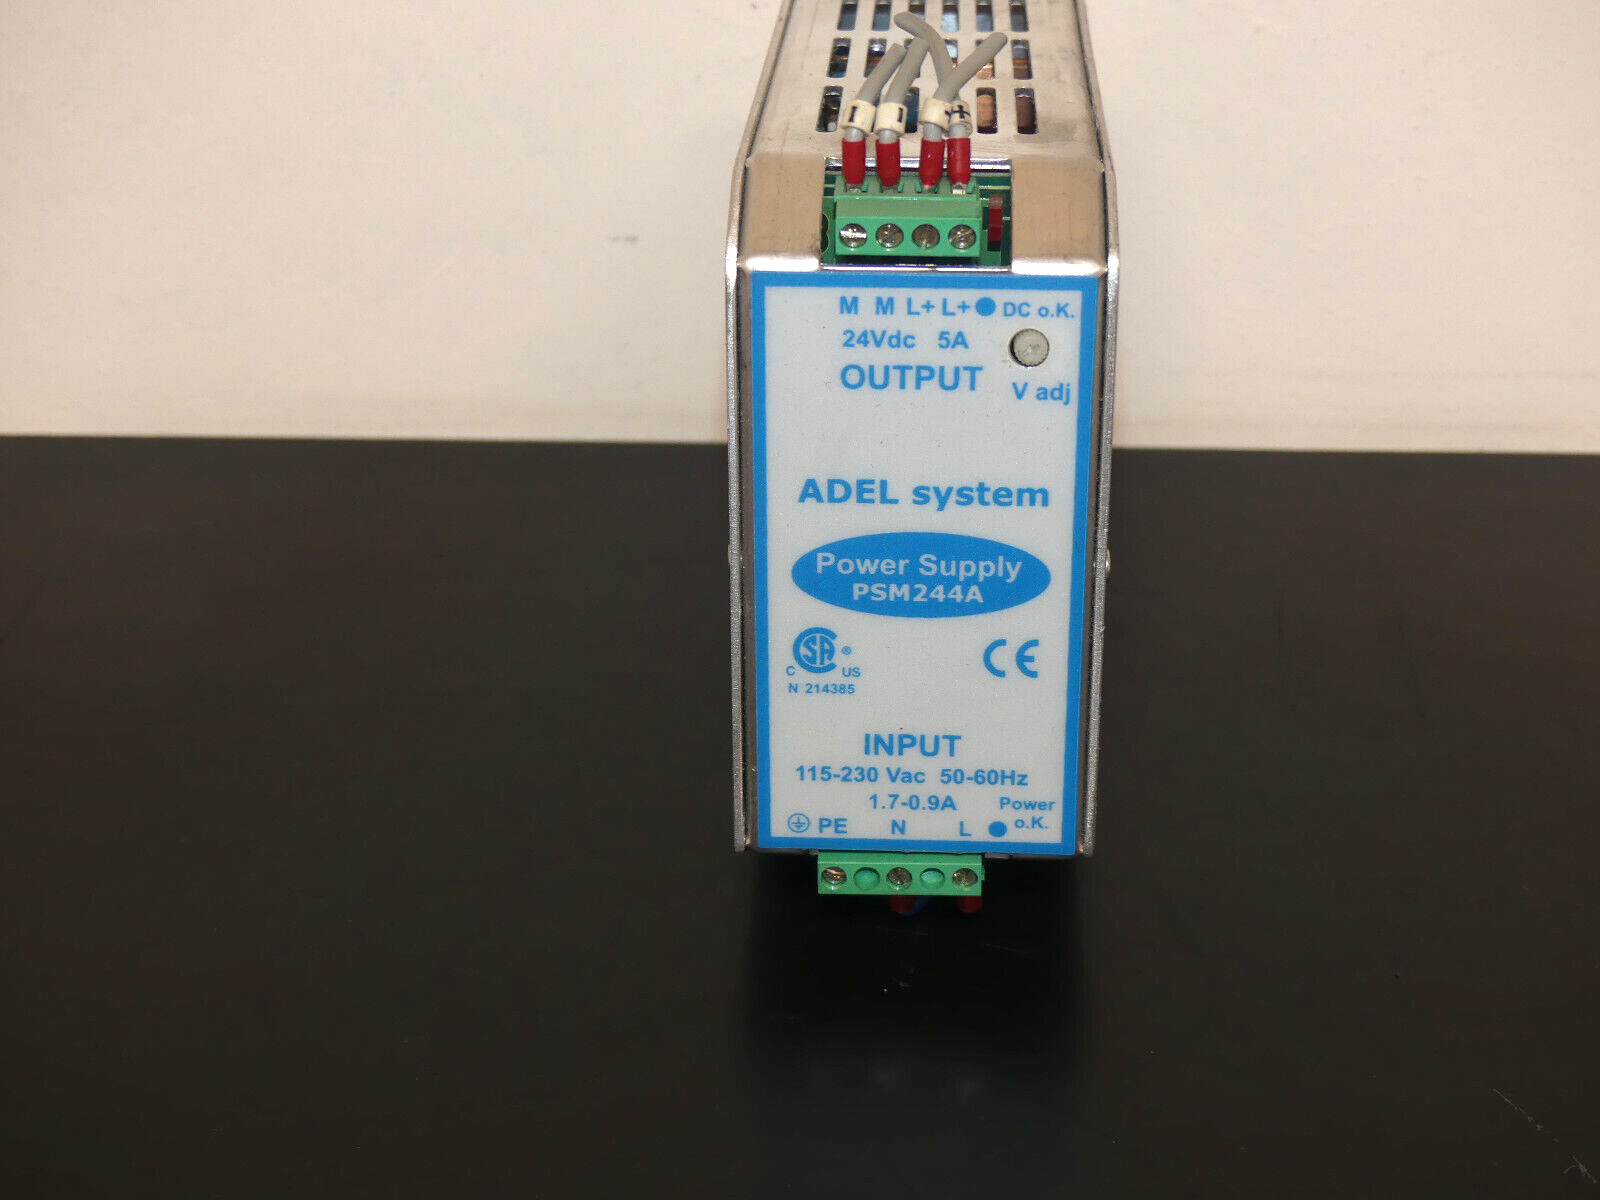 M M L+ L+ DC o.K.
24Vdc 5A
OUTPUT V adj
ADEL system
Power Supply
PSM244A
CSA ® CE
C US
N 214385
INPUT
115-230 Vac 50-60Hz
1.7-0.9A Power
PE N L o.K.